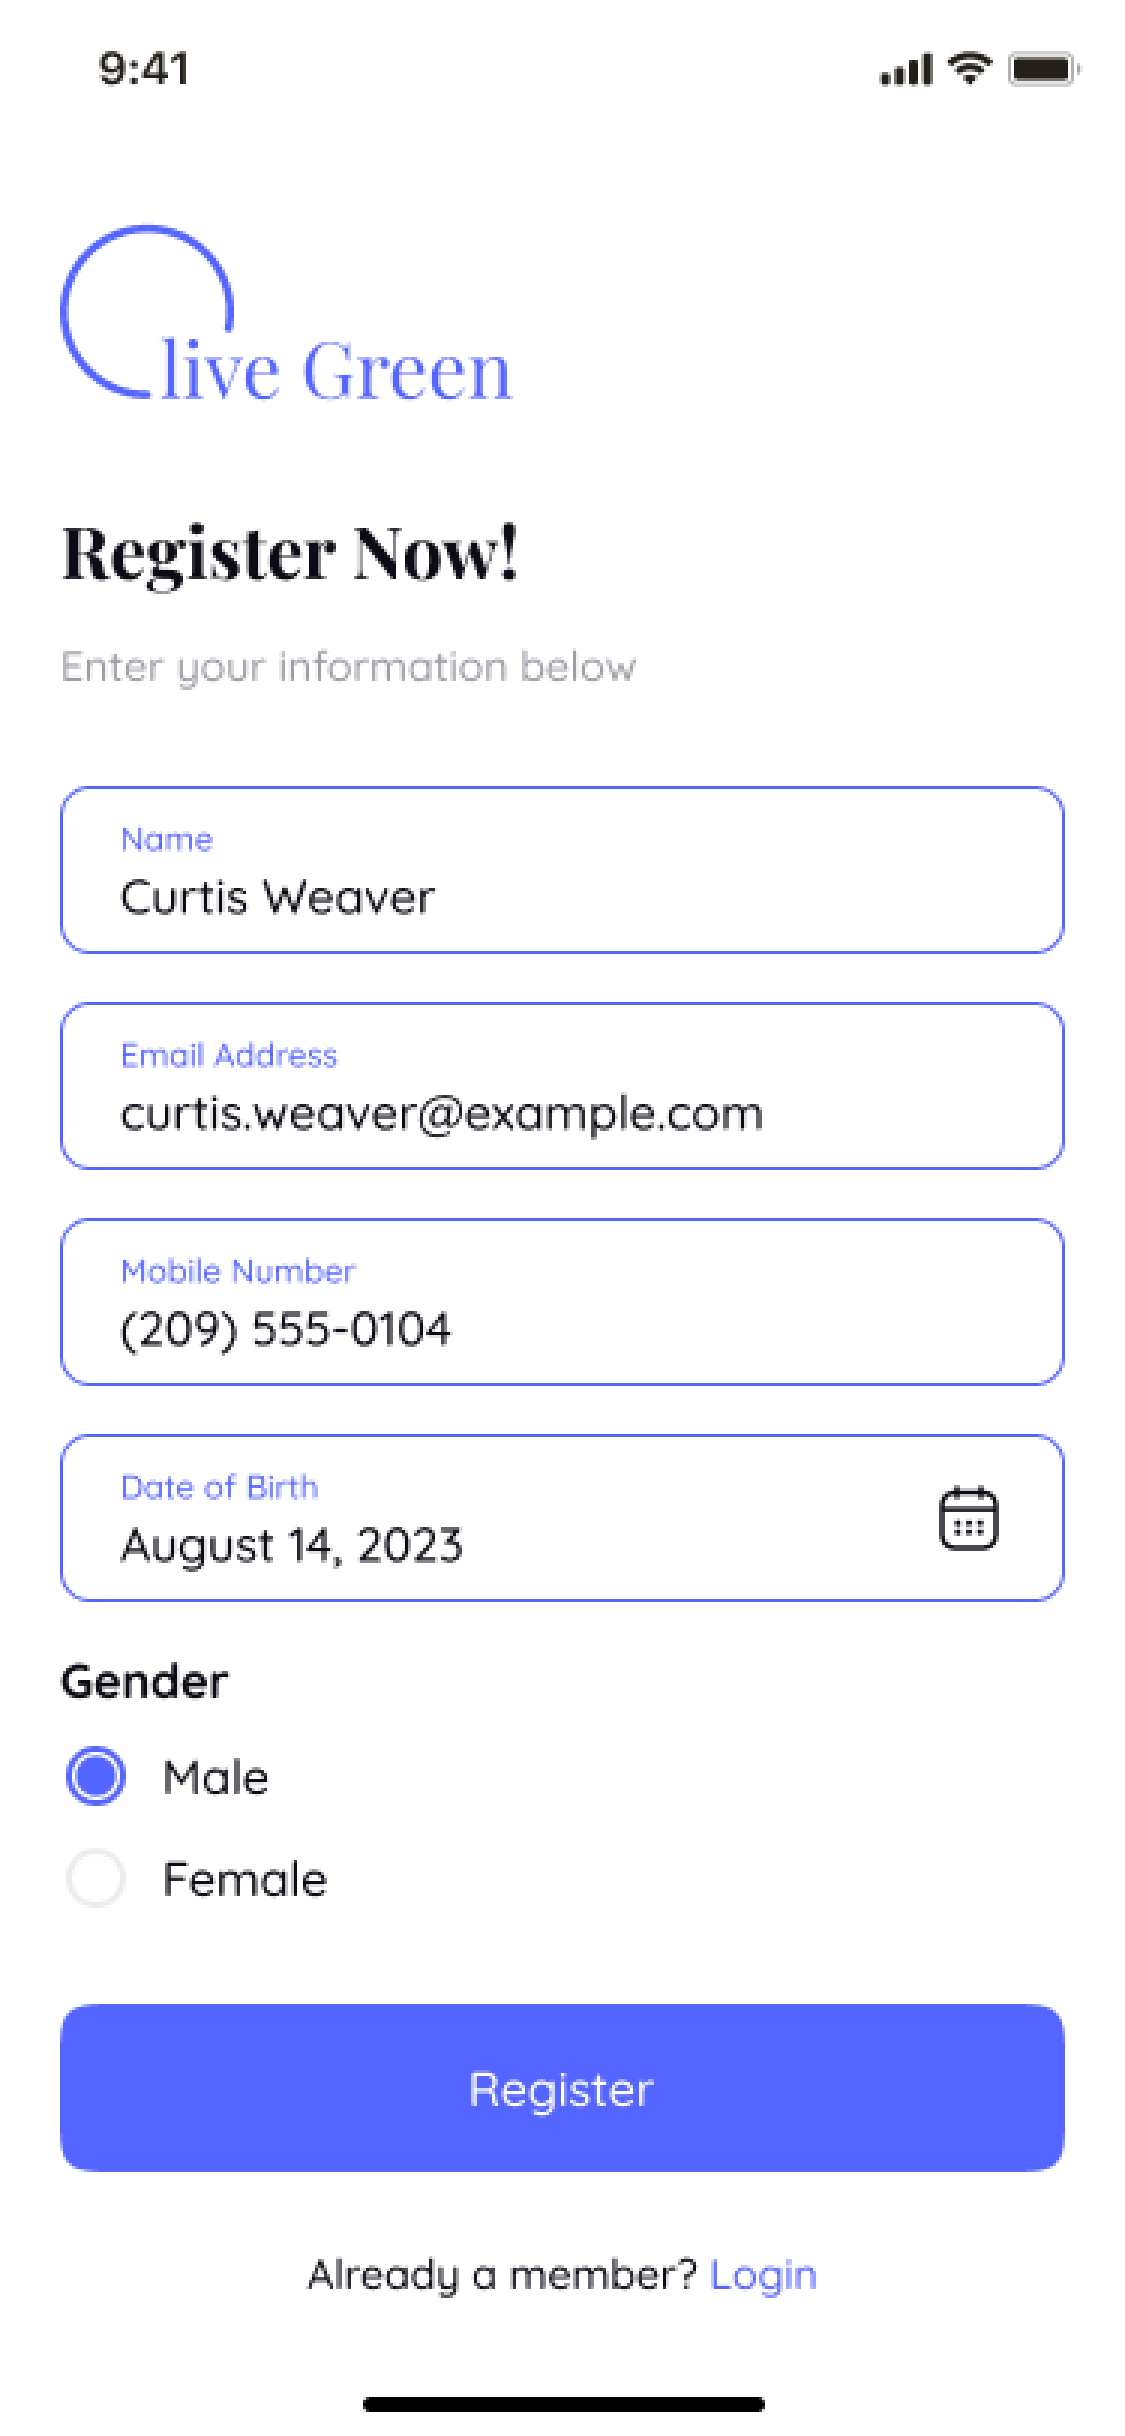 9:41
live Green
Register Now!
Enter your information below
Name
Curtis Weaver
Email Address
curtis.weaver@example.com
Mobile Number
(209) 555-0104
Date of Birth
August 14, 2023
Gender
Male
Female
Register
Already a member? Login